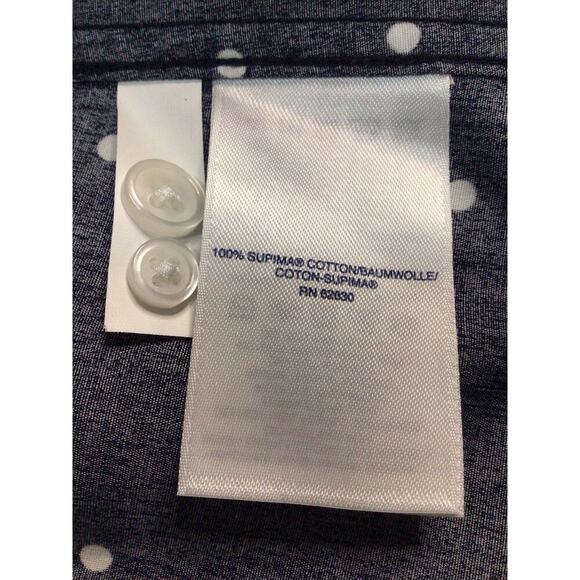 100% SUPIMA® COTTON/BAUMWOLLE/
COTON-SUPIMA®
RN 62830